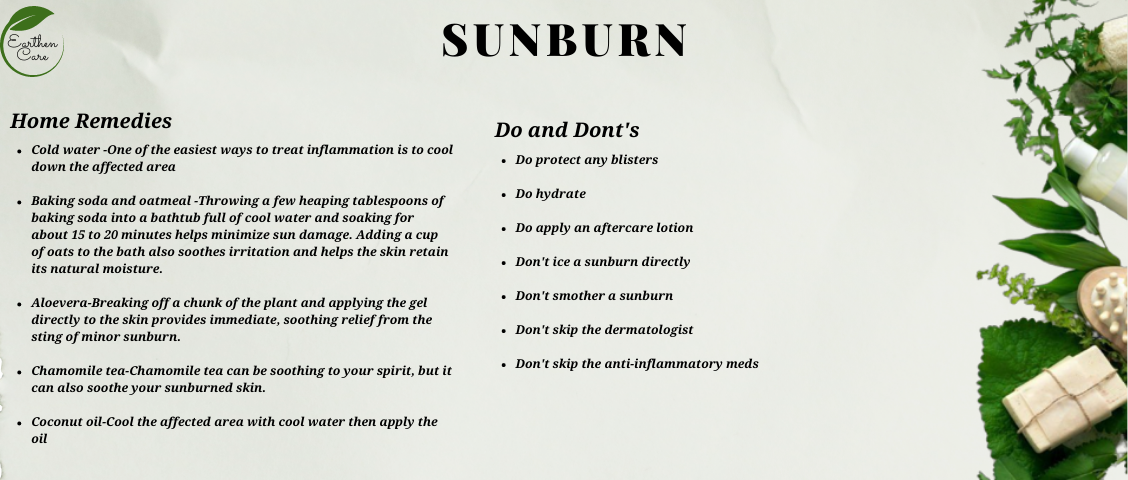 Earthen
Care
SUNBURN
Home Remedies
• Cold water -One of the easiest ways to treat inflammation is to cool
down the affected area
• Baking soda and oatmeal -Throwing a few heaping tablespoons of
baking soda into a bathtub full of cool water and soaking for
about 15 to 20 minutes helps minimize sun damage. Adding a cup
of oats to the bath also soothes irritation and helps the skin retain
its natural moisture.
• Aloevera-Breaking off a chunk of the plant and applying the gel
directly to the skin provides immediate, soothing relief from the
sting of minor sunburn.
• Chamomile tea-Chamomile tea can be soothing to your spirit, but it
can also soothe your sunburned skin.
• Coconut oil-Cool the affected area with cool water then apply the
oil
Do and Dont's
• Do protect any blisters
• Do hydrate
• Do apply an aftercare lotion
• Don't ice a sunburn directly
• Don't smother a sunburn
• Don't skip the dermatologist
• Don't skip the anti-inflammatory meds